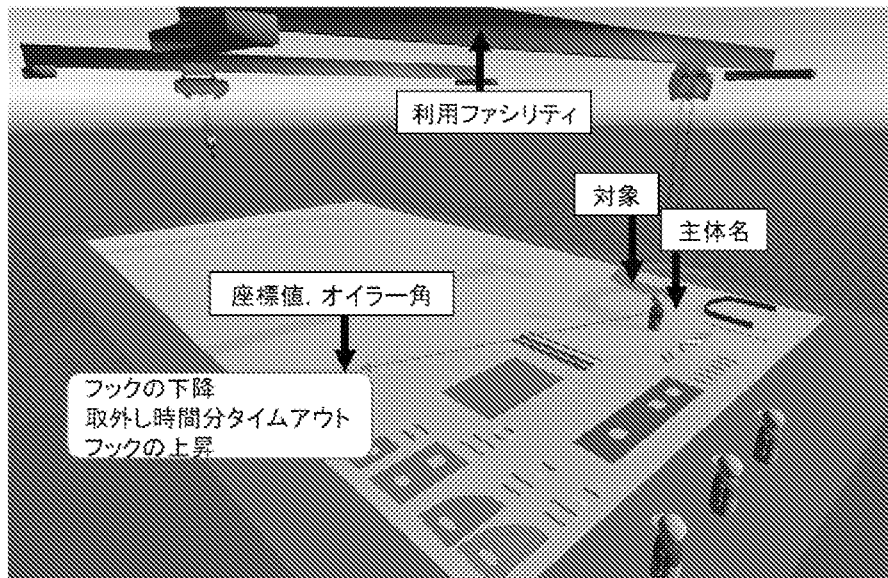 利用ファシリティ
対象
主体名
座標値，オイラー角
フックの下降
取外し時間分タイムアウト
フックの上昇